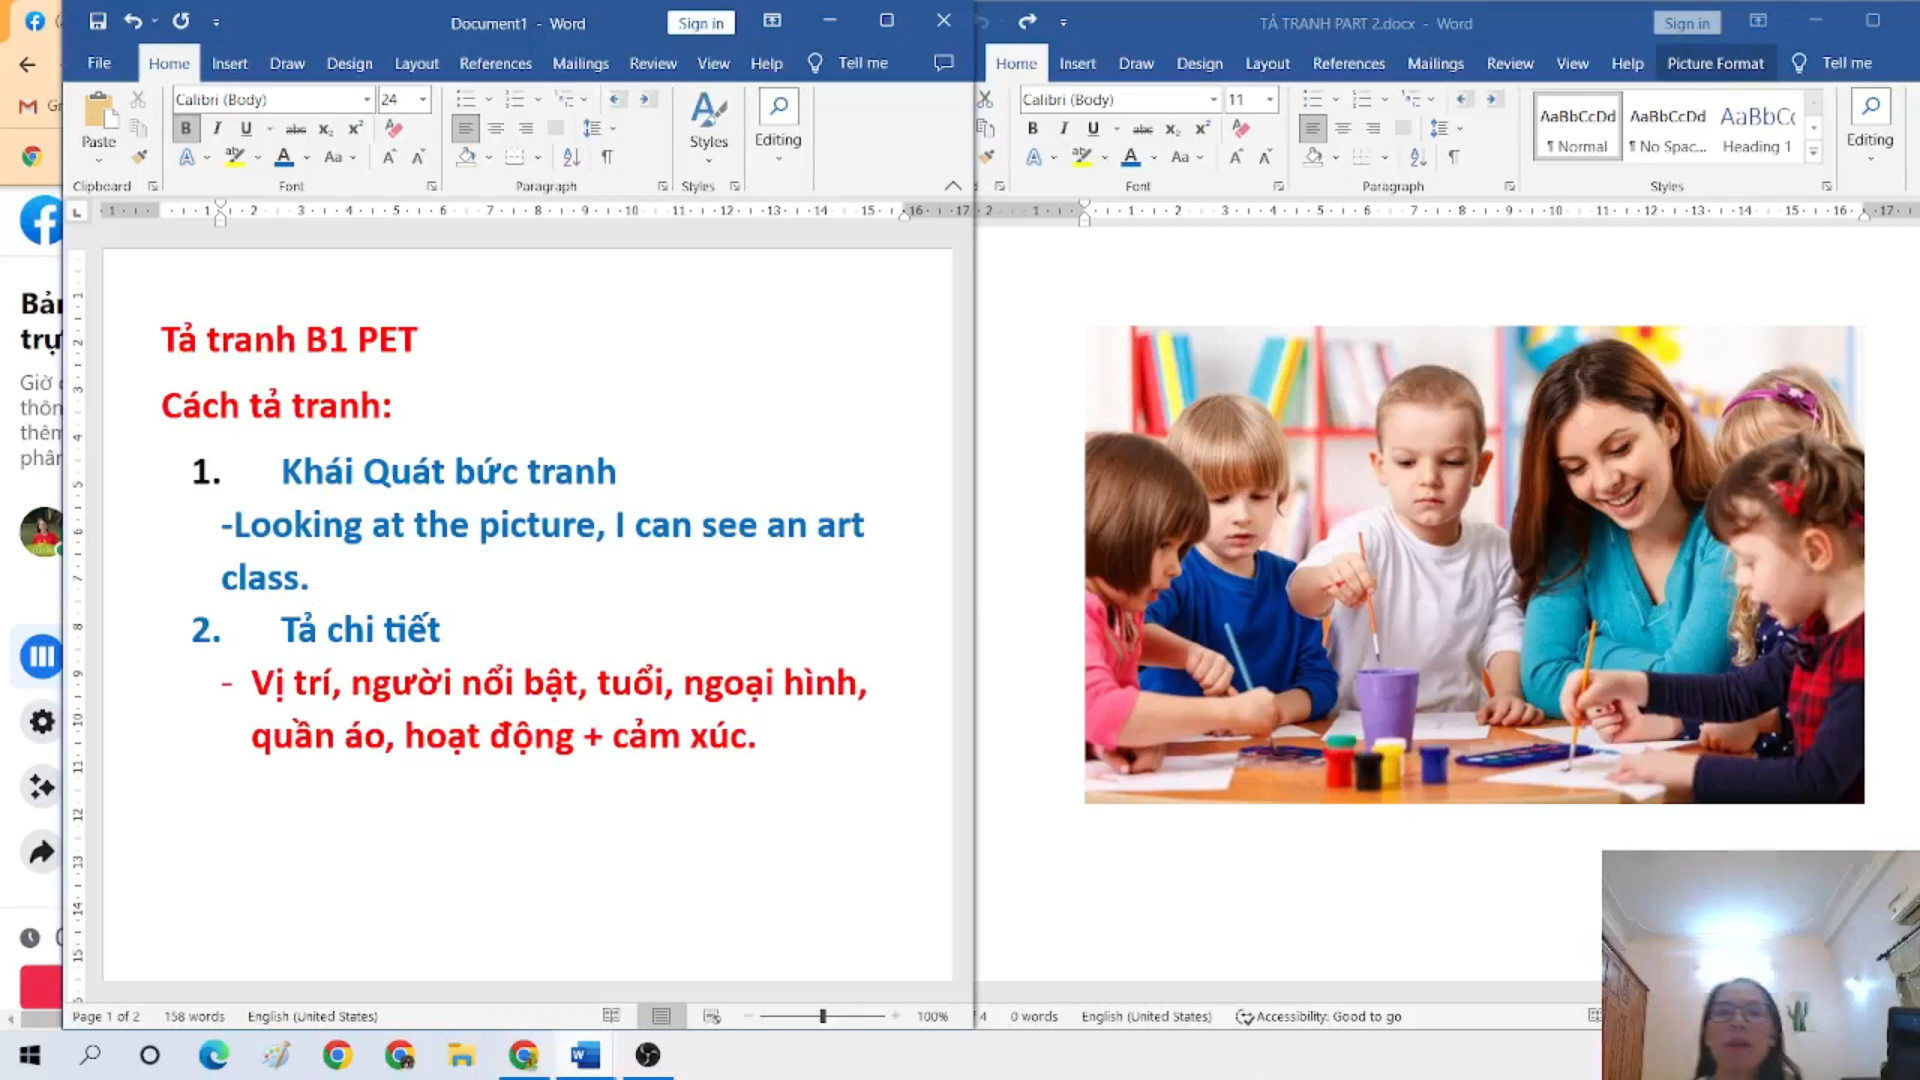 Document1 - Word
Sign in
File Home Insert Draw Design Layout References Mailings Review View Help Tell me
Calibri (Body) 24
Paste
Styles
Editing
Clipboard Font Paragraph Styles
TẢ TRANH PART 2.docx - Word
Sign in
Home Insert Draw Design Layout References Mailings Review View Help Picture Format Tell me
Calibri (Body) 11
AaBbCcDd AaBbCcDd AaBbCc
¶ Normal ¶ No Spac... Heading 1
Editing
Font Paragraph Styles
Tả tranh B1 PET
Cách tả tranh:
1. Khái Quát bức tranh
-Looking at the picture, I can see an art
class.
2. Tả chi tiết
- Vị trí, người nổi bật, tuổi, ngoại hình,
quần áo, hoạt động + cảm xúc.
Page 1 of 2 158 words English (United States) 100%
0 words English (United States) Accessibility: Good to go